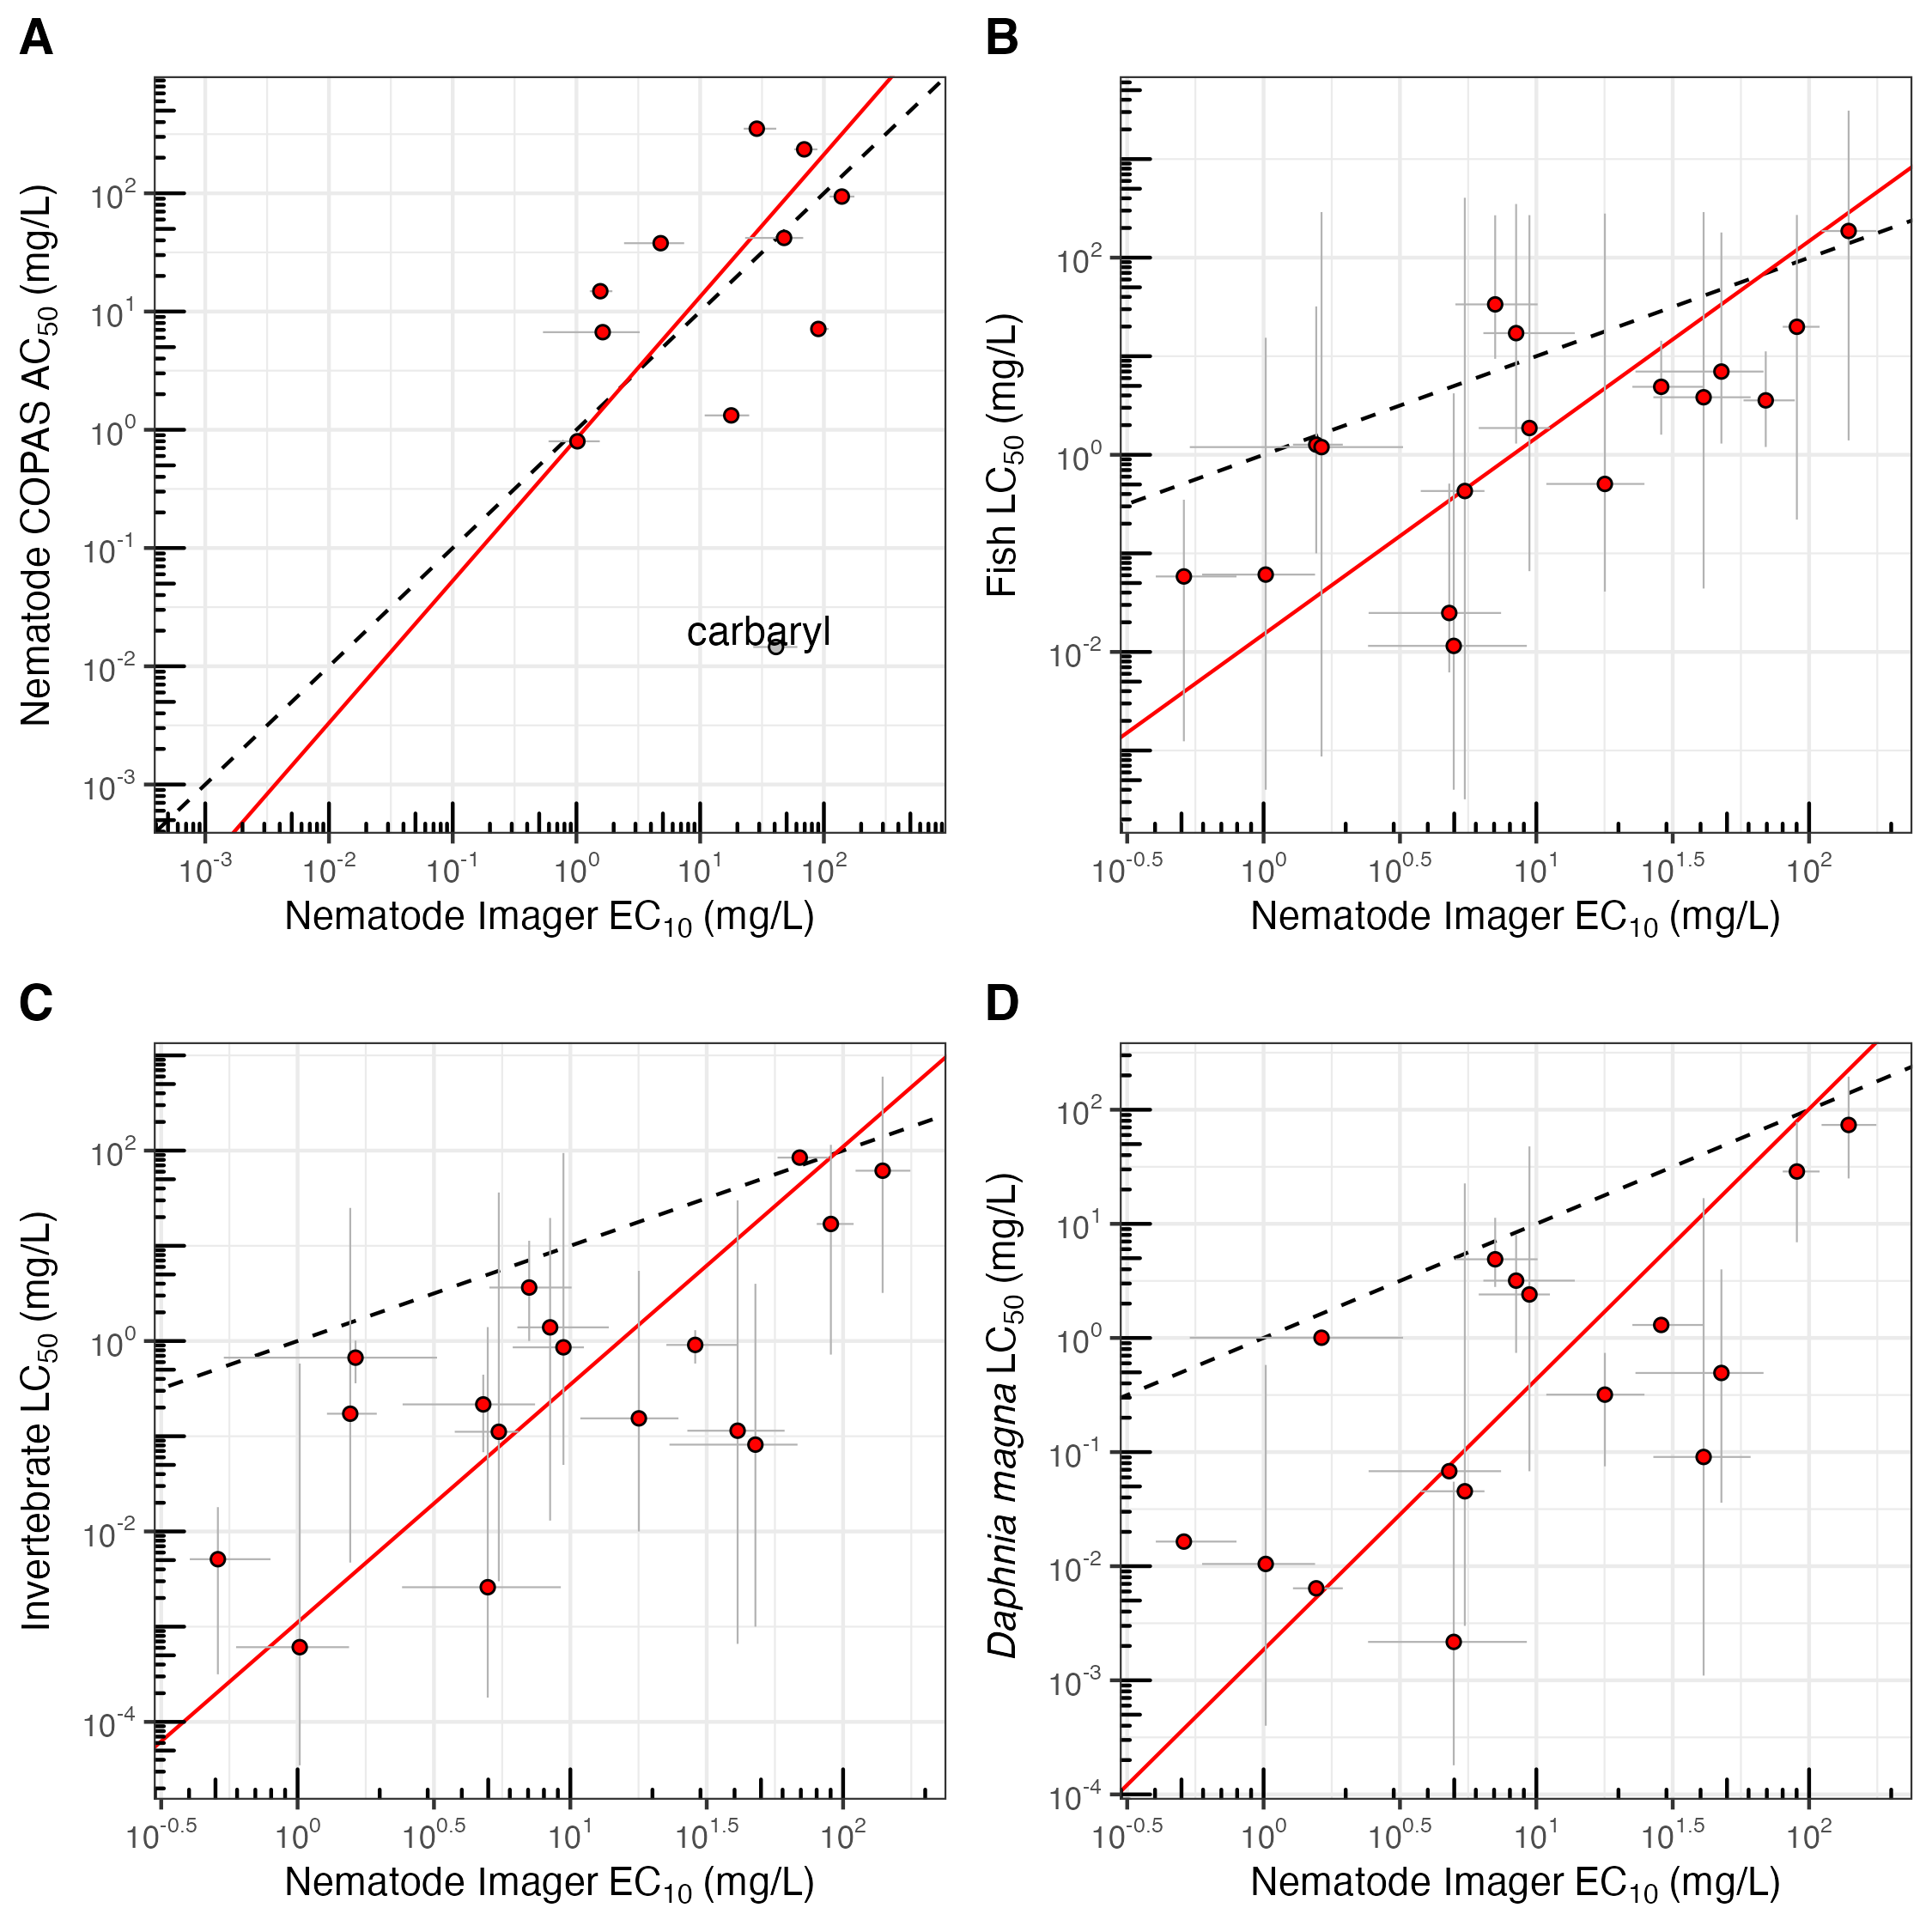 A
Nematode COPAS AC50 (mg/L)
10^2
10^1
10^0
10^-1
10^-2
10^-3
carbaryl
10^-3 10^-2 10^-1 10^0 10^1 10^2
Nematode Imager EC10 (mg/L)
B
Fish LC50 (mg/L)
10^2
10^0
10^-2
10^-0.5 10^0 10^0.5 10^1 10^1.5 10^2
Nematode Imager EC10 (mg/L)
C
Invertebrate LC50 (mg/L)
10^2
10^0
10^-2
10^-4
10^-0.5 10^0 10^0.5 10^1 10^1.5 10^2
Nematode Imager EC10 (mg/L)
D
Daphnia magna LC50 (mg/L)
10^2
10^1
10^0
10^-1
10^-2
10^-3
10^-4
10^-0.5 10^0 10^0.5 10^1 10^1.5 10^2
Nematode Imager EC10 (mg/L)